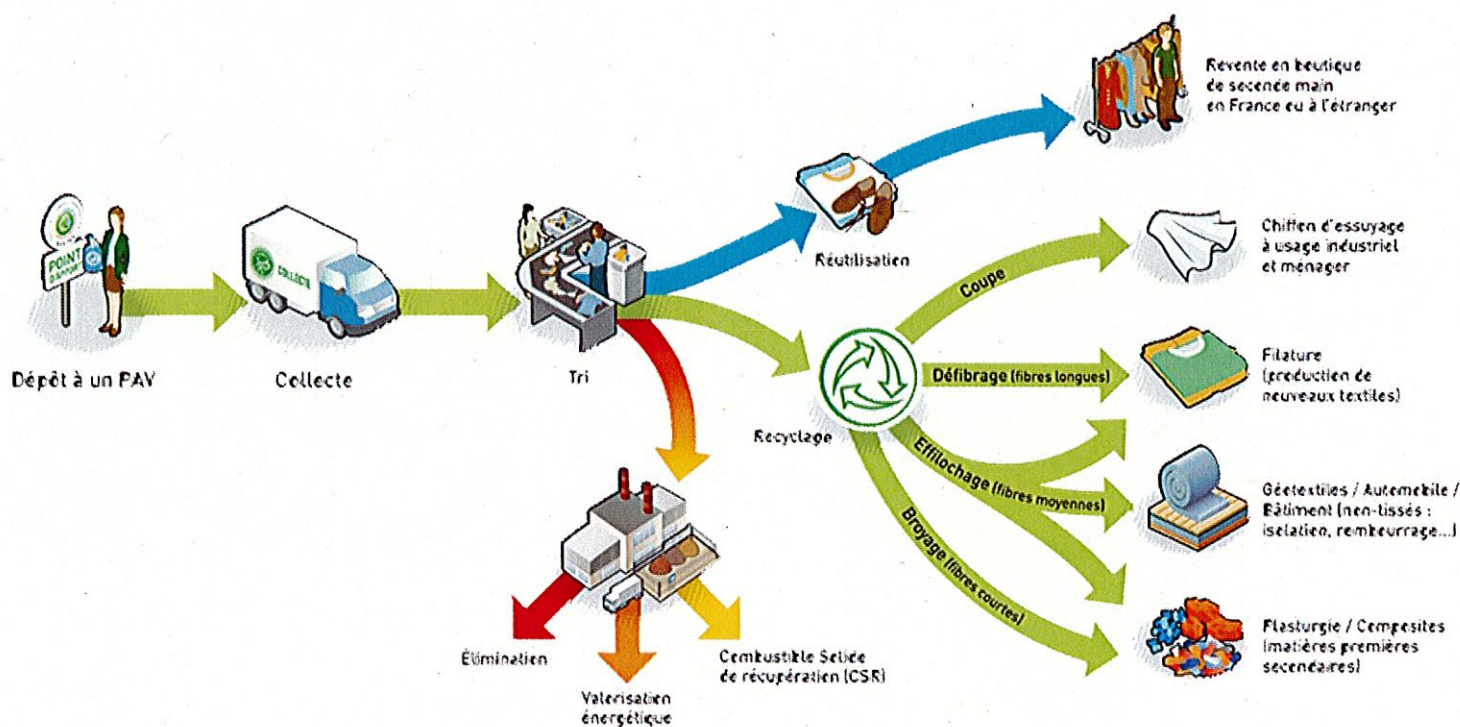 Revente en boutique
de seconde main
en France ou à l'étranger
POINT
D'APPORT
COLLECTE
Réutilisation
Coupe
Chiffon d'essuyage
à usage industriel
et ménager
Dépôt à un PAV
Collecte
Tri
Défibrage (fibres longues)
Filature
(production de
nouveaux textiles)
Recyclage
Effilochage (fibres moyennes)
Géotextiles / Automobile /
Bâtiment (non-tissés :
isolation, rembourrage...)
Broyage (fibres courtes)
Plasturgie / Composites
(matières premières
secondaires)
Élimination
Valorisation
énergétique
Combustible Solide
de récupération (CSR)